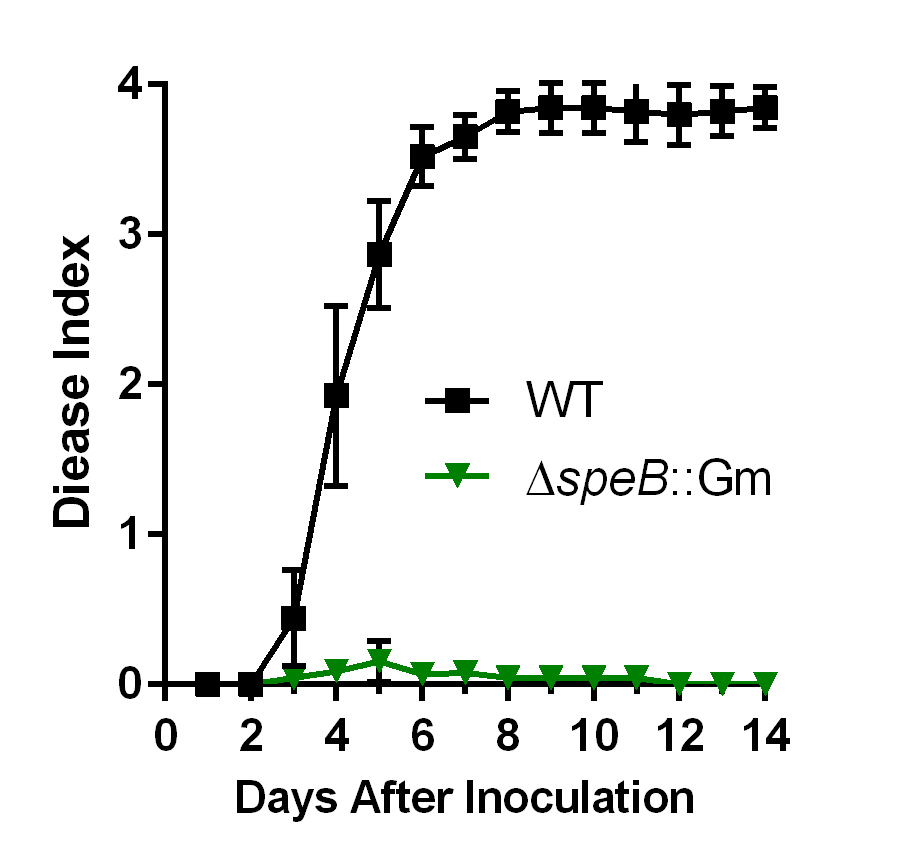 4
3
2
1
0
Diease Index
WT
ΔspeB::Gm
0 2 4 6 8 10 12 14
Days After Inoculation